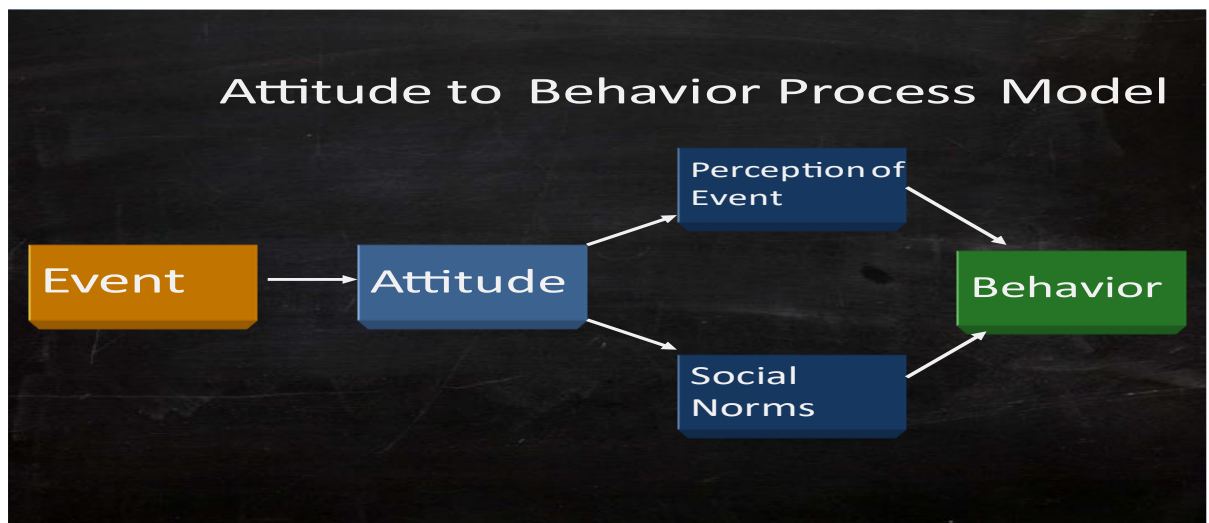 Attitude to Behavior Process Model
Perception of
Event
Event
Attitude
Behavior
Social
Norms